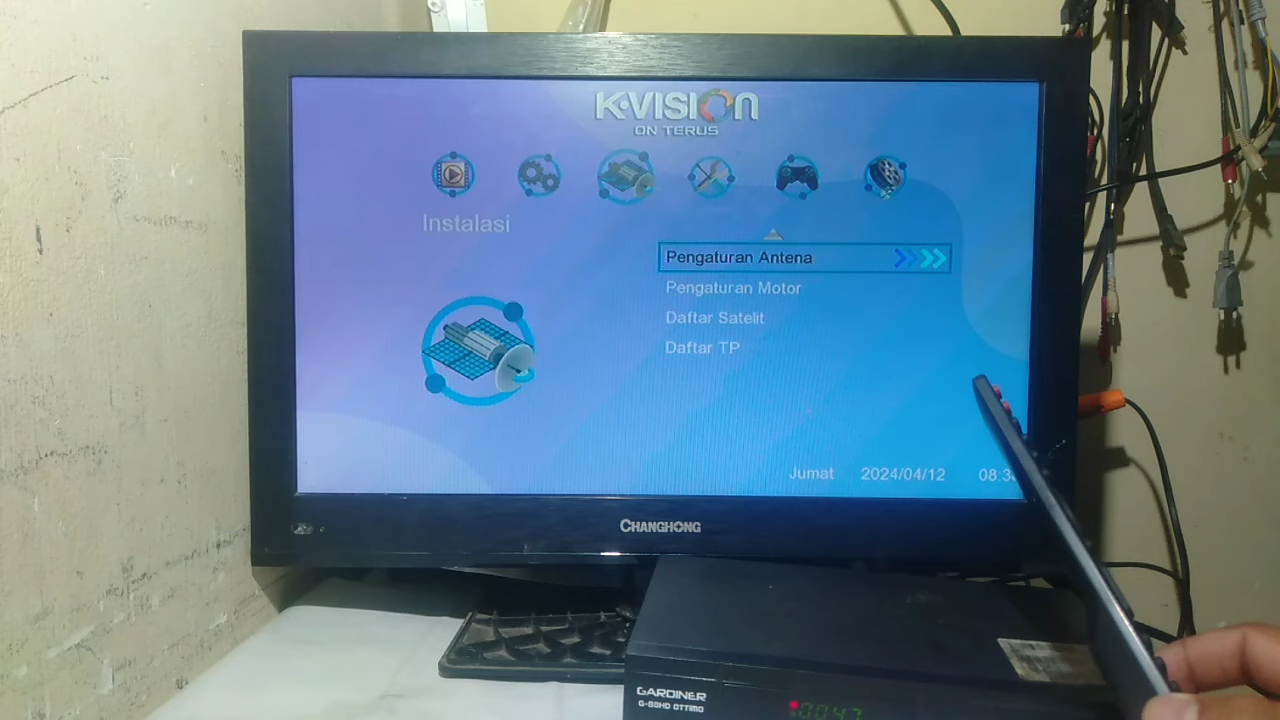 K-VISION
ON TERUS
Instalasi
Pengaturan Antena
Pengaturan Motor
Daftar Satelit
Daftar TP
Jumat 2024/04/12
CHANGHONG
GARDINER
G-88HD OTTIMO
0047